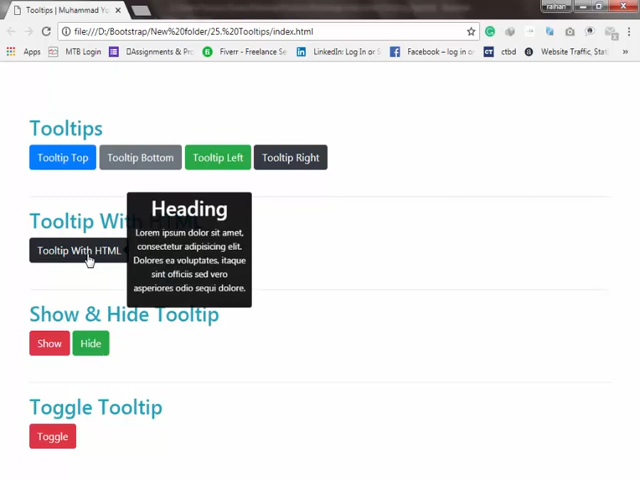 Tooltips | Muhammad Yo
raihan
file:///D:/Bootstrap/New%20folder/25.%20Tooltips/index.html
Apps
MTB Login
Assignments & Pro
Fiverr - Freelance Se
LinkedIn: Log In or S
Facebook – log in o
ctbd
Website Traffic, Stat
Tooltips
Tooltip Top
Tooltip Bottom
Tooltip Left
Tooltip Right
Tooltip With
Tooltip With HTML
Heading
Lorem ipsum dolor sit amet,
consectetur adipisicing elit.
Dolores ea voluptates, itaque
sint officiis sed vero
asperiores odio sequi dolore.
Show & Hide Tooltip
Show
Hide
Toggle Tooltip
Toggle